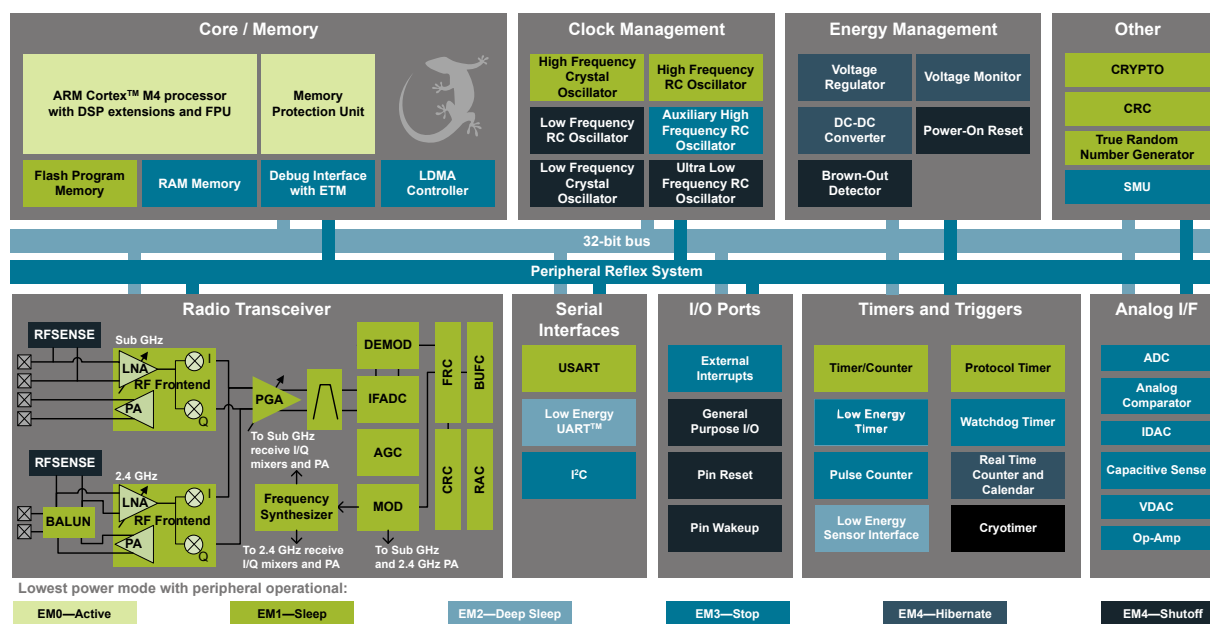 Core / Memory
ARM Cortex™ M4 processor
with DSP extensions and FPU
Memory
Protection Unit
Flash Program
Memory
RAM Memory
Debug Interface
with ETM
LDMA
Controller
Clock Management
High Frequency
Crystal
Oscillator
High Frequency
RC Oscillator
Low Frequency
RC Oscillator
Auxiliary High
Frequency RC
Oscillator
Low Frequency
Crystal
Oscillator
Ultra Low
Frequency RC
Oscillator
Energy Management
Voltage
Regulator
Voltage Monitor
DC-DC
Converter
Power-On Reset
Brown-Out
Detector
Other
CRYPTO
CRC
True Random
Number Generator
SMU
32-bit bus
Peripheral Reflex System
Radio Transceiver
RFSENSE
Sub GHz
LNA
I
RF Frontend
PA
Q
RFSENSE
2.4 GHz
LNA
I
RF Frontend
BALUN
PA
Q
PGA
To Sub GHz
receive I/Q
mixers and PA
Frequency
Synthesizer
To 2.4 GHz receive
I/Q mixers and PA
DEMOD
IFADC
AGC
MOD
To Sub GHz
and 2.4 GHz PA
FRC
BUFC
CRC
RAC
Serial
Interfaces
USART
Low Energy
UART™
I²C
I/O Ports
External
Interrupts
General
Purpose I/O
Pin Reset
Pin Wakeup
Timers and Triggers
Timer/Counter
Protocol Timer
Low Energy
Timer
Watchdog Timer
Pulse Counter
Real Time
Counter and
Calendar
Low Energy
Sensor Interface
Cryotimer
Analog I/F
ADC
Analog
Comparator
IDAC
Capacitive Sense
VDAC
Op-Amp
Lowest power mode with peripheral operational:
EM0—Active
EM1—Sleep
EM2—Deep Sleep
EM3—Stop
EM4—Hibernate
EM4—Shutoff